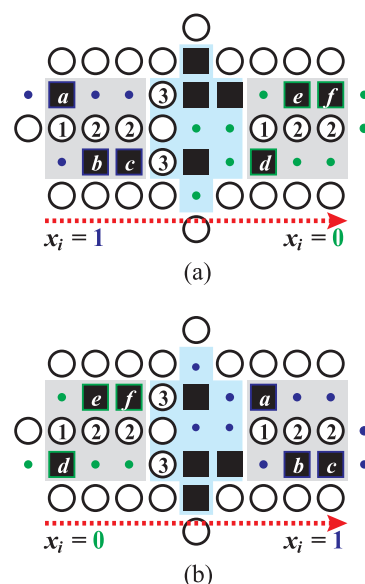 a 3 e f
1 2 2 1 2 2
b c 3 d
x_i = 1 x_i = 0
(a)
e f 3 a
1 2 2 1 2 2
d 3 b c
x_i = 0 x_i = 1
(b)